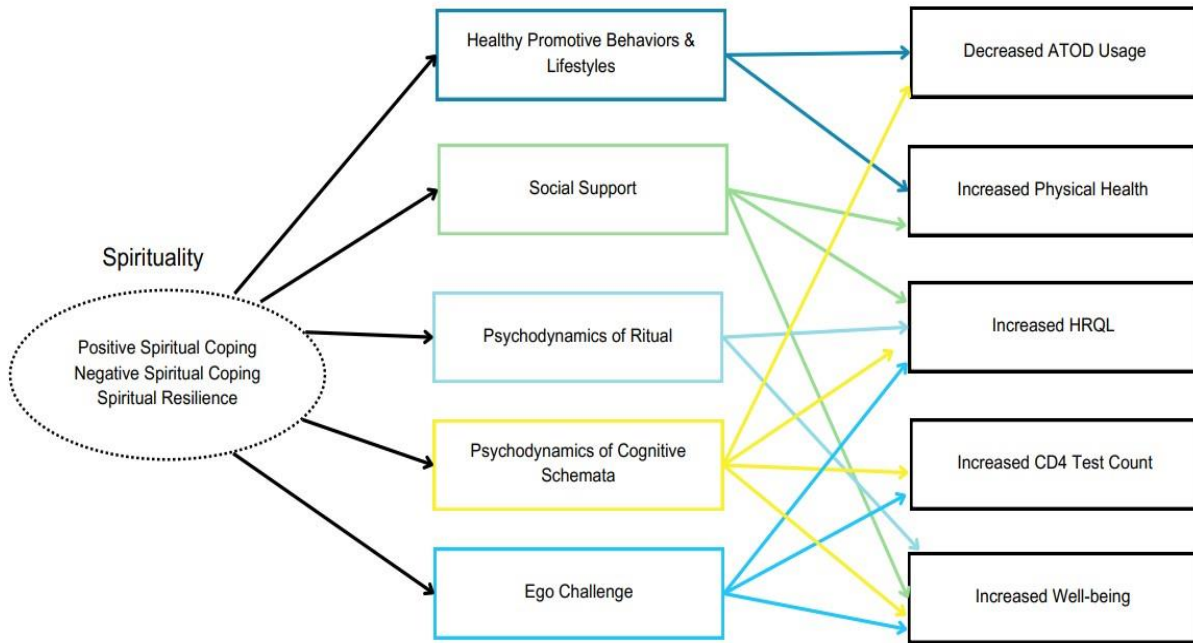 Spirituality
Positive Spiritual Coping
Negative Spiritual Coping
Spiritual Resilience
Healthy Promotive Behaviors &
Lifestyles
Social Support
Psychodynamics of Ritual
Psychodynamics of Cognitive
Schemata
Ego Challenge
Decreased ATOD Usage
Increased Physical Health
Increased HRQL
Increased CD4 Test Count
Increased Well-being